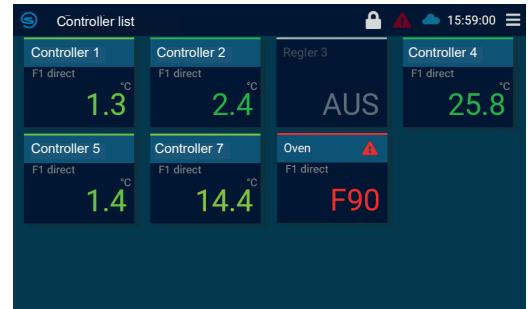 Controller list
15:59:00
Controller 1
F1 direct
°C
1.3
Controller 2
F1 direct
°C
2.4
Regler 3
AUS
Controller 4
F1 direct
°C
25.8
Controller 5
F1 direct
°C
1.4
Controller 7
F1 direct
°C
14.4
Oven
F1 direct
F90